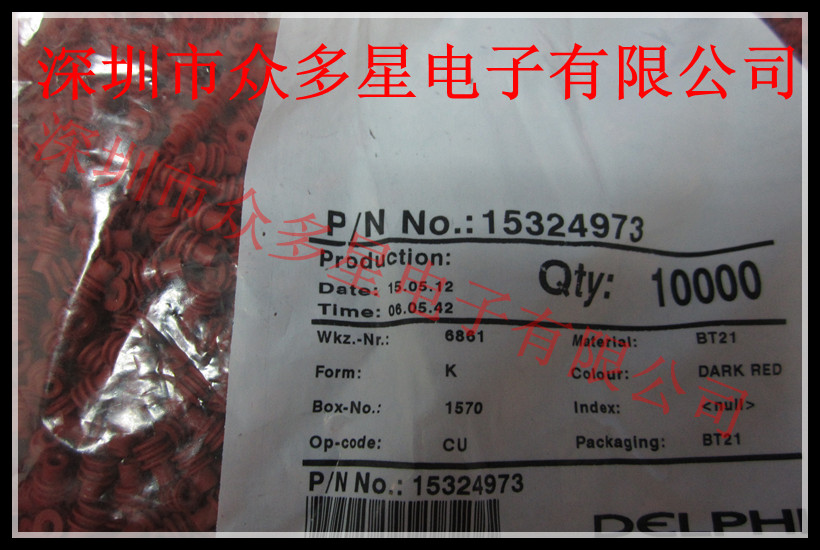 深圳市众多星电子有限公司
深圳市众多星电子有限公司
P/N No.: 15324973
Production:
Date: 15.05.12
Time: 06.05.42
Qty: 10000
Wkz.-Nr.: 6861 Material: BT21
Form: K Colour: DARK RED
Box-No.: 1570 Index: <null>
Op-code: CU Packaging: BT21
P/N No.: 15324973
DELPHI